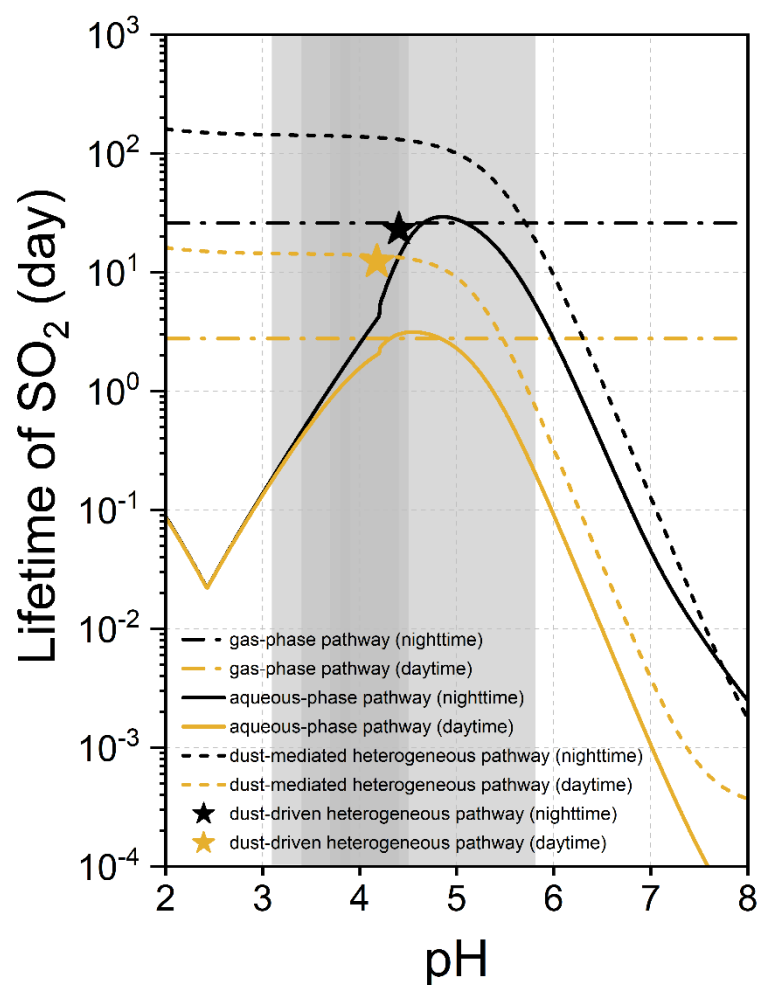 Lifetime of SO₂ (day)
10³
10²
10¹
10⁰
10⁻¹
10⁻²
10⁻³
10⁻⁴
gas-phase pathway (nighttime)
gas-phase pathway (daytime)
aqueous-phase pathway (nighttime)
aqueous-phase pathway (daytime)
dust-mediated heterogeneous pathway (nighttime)
dust-mediated heterogeneous pathway (daytime)
dust-driven heterogeneous pathway (nighttime)
dust-driven heterogeneous pathway (daytime)
2 3 4 5 6 7 8
pH